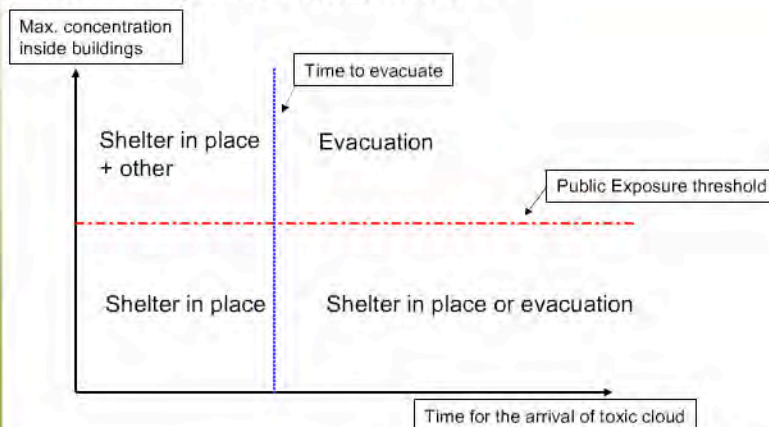 Max. concentration
inside buildings
Time to evacuate
Shelter in place
+ other
Evacuation
Public Exposure threshold
Shelter in place
Shelter in place or evacuation
Time for the arrival of toxic cloud